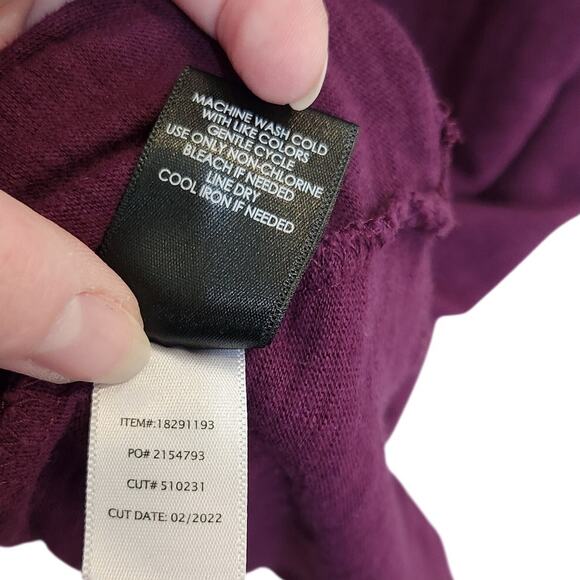 MACHINE WASH COLD
WITH LIKE COLORS
GENTLE CYCLE
USE ONLY NON-CHLORINE
BLEACH IF NEEDED
LINE DRY
COOL IRON IF NEEDED
ITEM#:18291193
PO# 2154793
CUT# 510231
CUT DATE: 02/2022